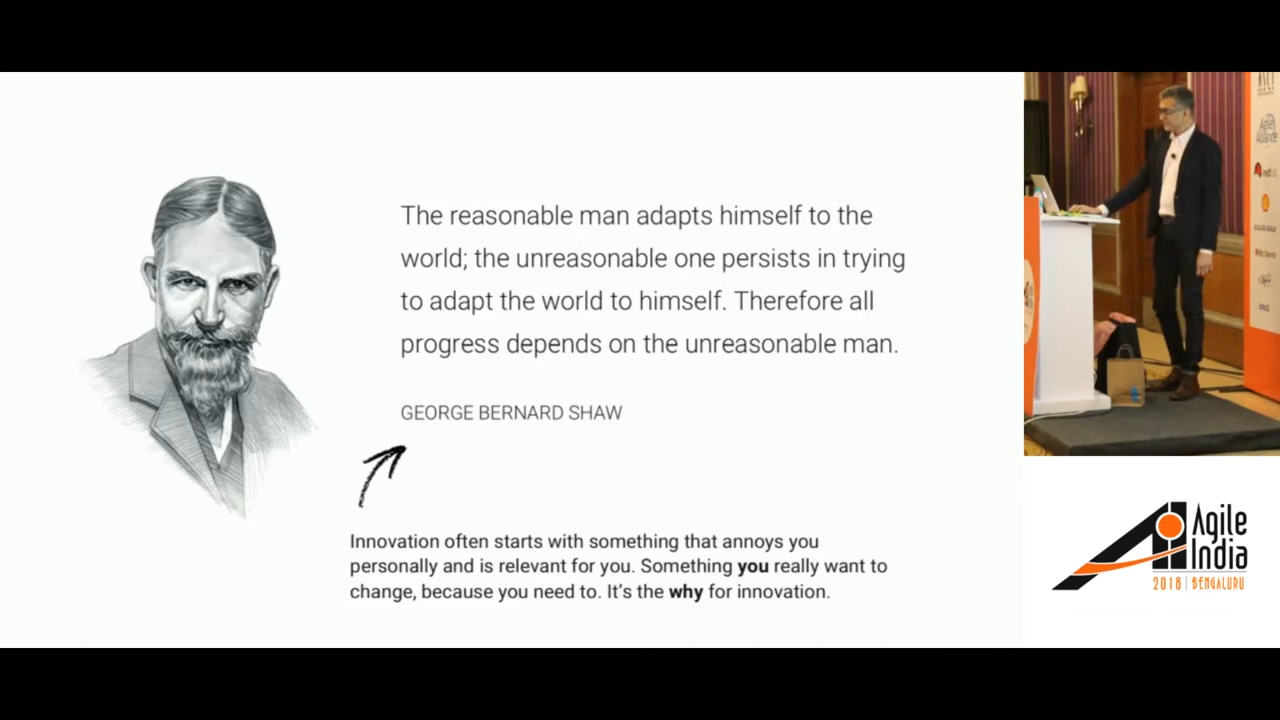 The reasonable man adapts himself to the
world; the unreasonable one persists in trying
to adapt the world to himself. Therefore all
progress depends on the unreasonable man.
GEORGE BERNARD SHAW
Innovation often starts with something that annoys you
personally and is relevant for you. Something you really want to
change, because you need to. It's the why for innovation.
Agile
India
2018 | BENGALURU
Agile
Alliance